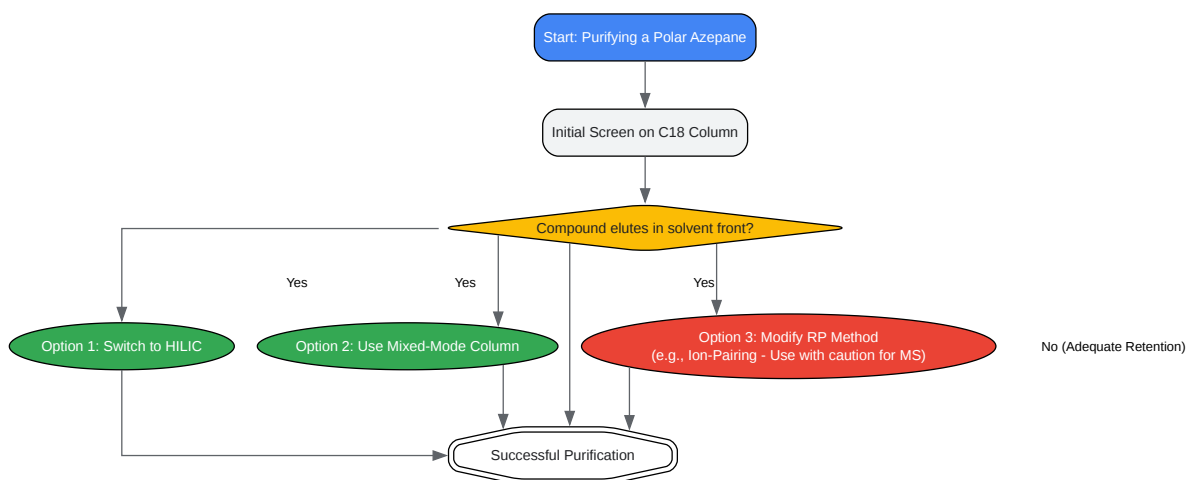 Start: Purifying a Polar Azepane
Initial Screen on C18 Column
Compound elutes in solvent front?
Yes
Yes
Yes
Option 1: Switch to HILIC
Option 2: Use Mixed-Mode Column
Option 3: Modify RP Method
(e.g., Ion-Pairing - Use with caution for MS)
No (Adequate Retention)
Successful Purification